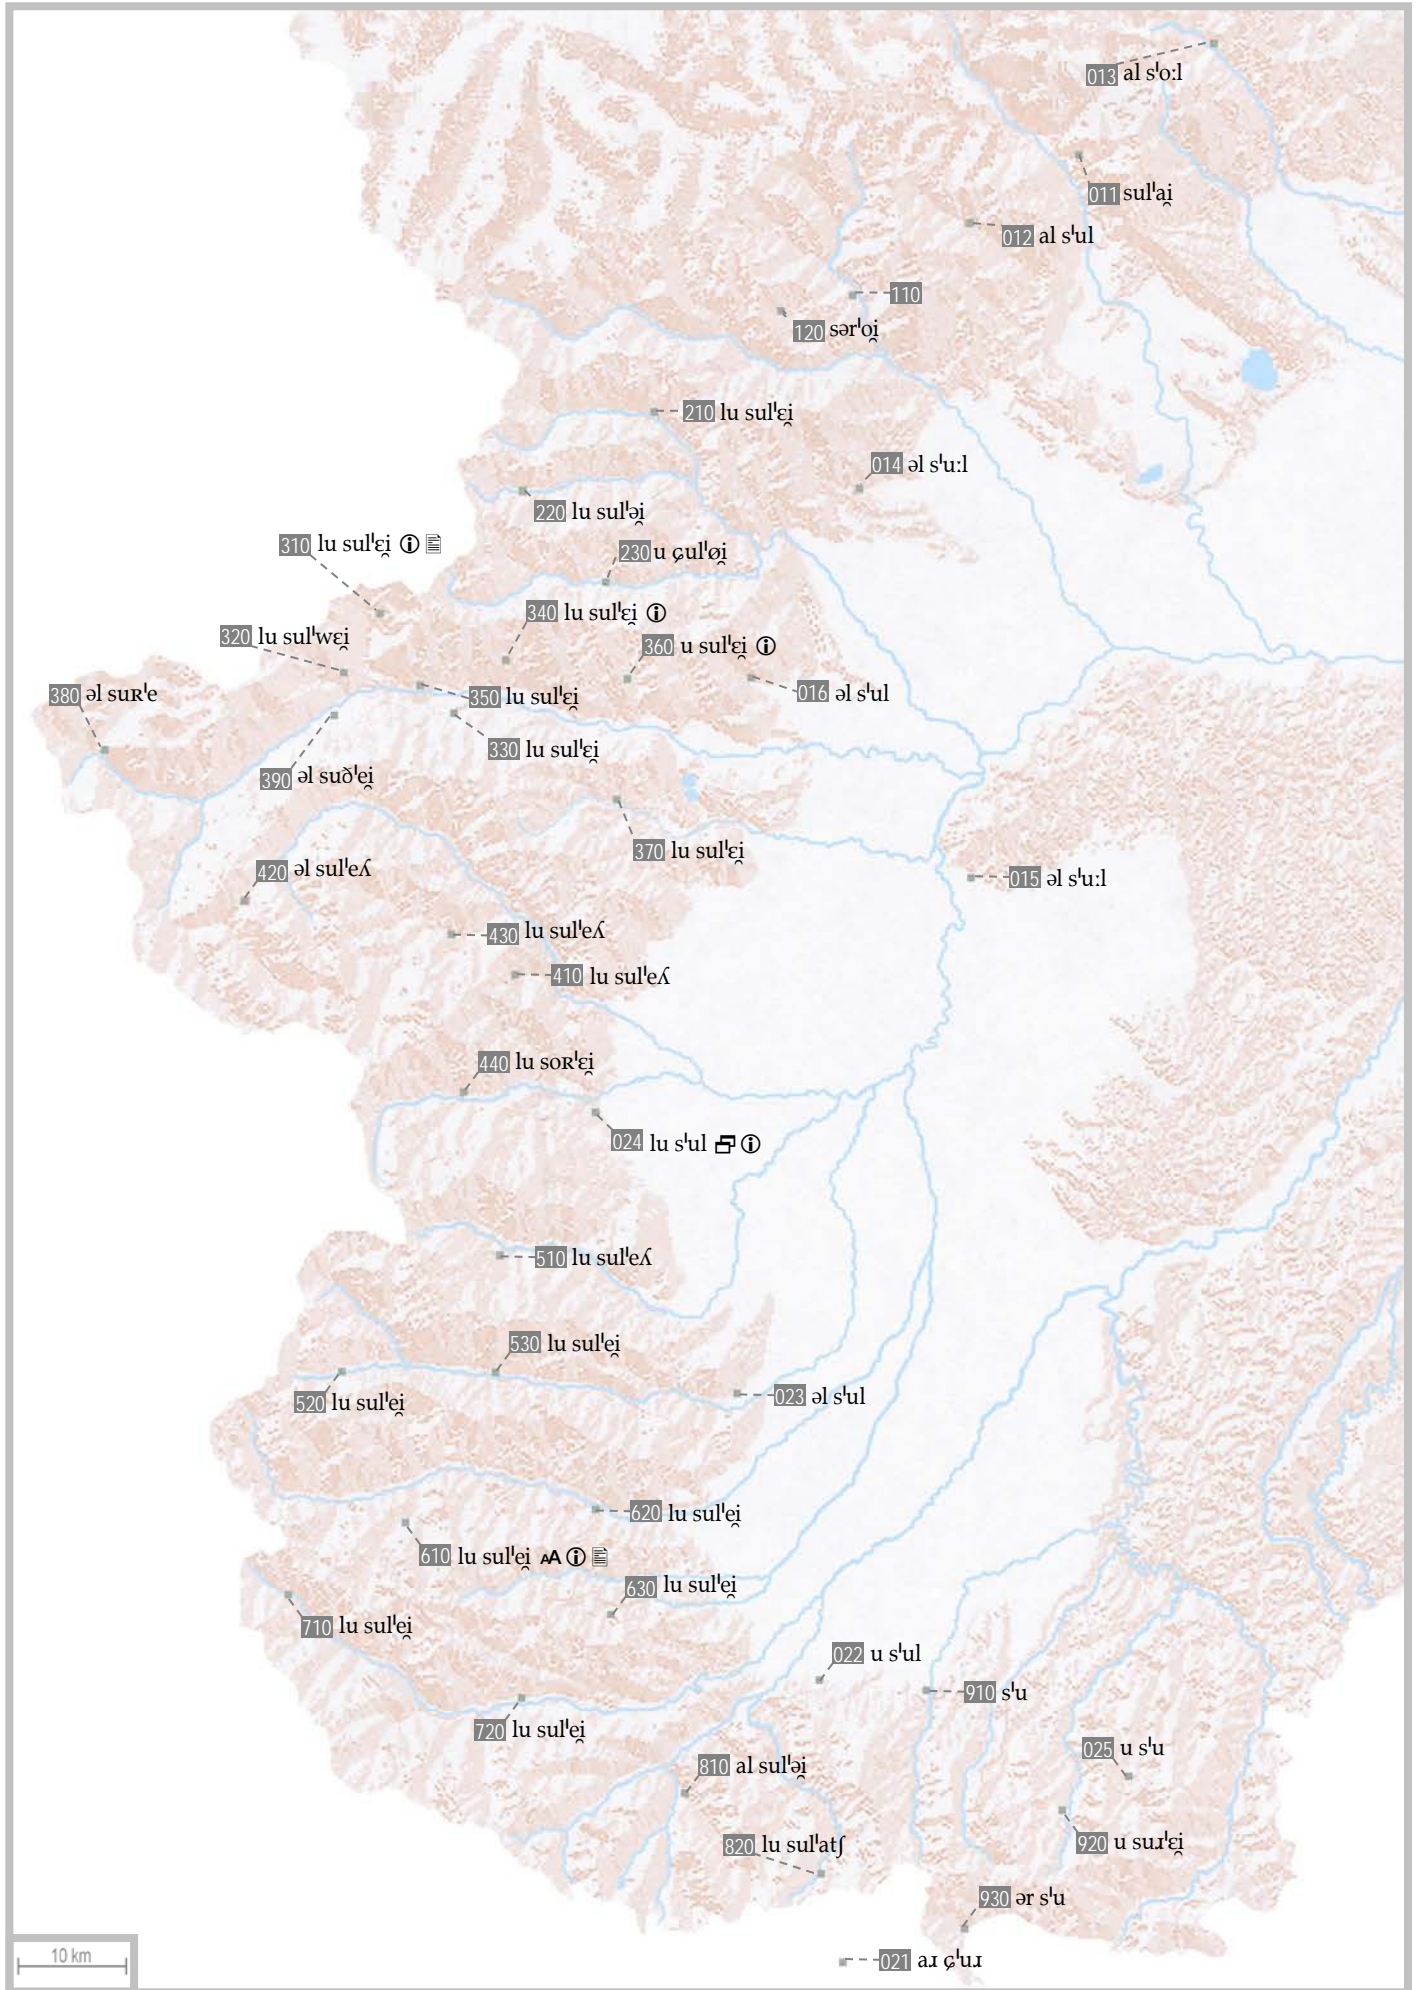 013 al sˈoːl
011 sulˈai̯
012 al sˈul
110
120 sərˈoi̯
210 lu sulˈɛi̯
014 əl sˈuːl
220 lu sulˈəi̯
310 lu sulˈɛi̯ ⓘ
230 u ɕulˈøi̯
340 lu sulˈɛi̯ ⓘ
320 lu sulˈwɛi̯
360 u sulˈɛi̯ ⓘ
380 əl suʀˈe
350 lu sulˈɛi̯
016 əl sˈul
330 lu sulˈɛi̯
390 əl suðˈei̯
370 lu sulˈɛi̯
420 əl sulˈeʎ
015 əl sˈuːl
430 lu sulˈeʎ
410 lu sulˈeʎ
440 lu soʀˈɛi̯
024 lu sˈul ⓘ
510 lu sulˈeʎ
530 lu sulˈei̯
520 lu sulˈei̯
023 əl sˈul
620 lu sulˈei̯
610 lu sulˈei̯ AA ⓘ
630 lu sulˈei̯
710 lu sulˈei̯
022 u sˈul
910 sˈu
720 lu sulˈei̯
025 u sˈu
810 al sulˈəi̯
820 lu sulˈatʃ
920 u suɹˈɛi̯
930 ər sˈu
10 km
021 aɹ ɕˈuɹ